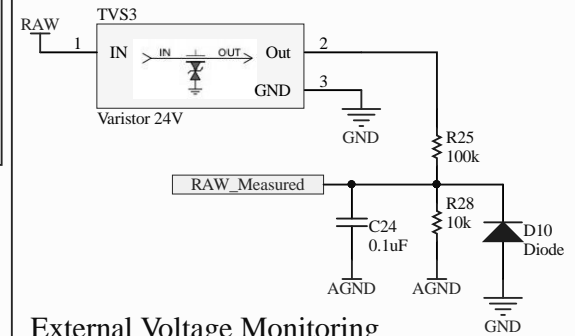 TVS3
RAW
1
IN
IN
OUT
Out
2
GND
3
Varistor 24V
GND
R25
100k
RAW_Measured
C24
0.1uF
R28
10k
D10
Diode
AGND
AGND
GND
External Voltage Monitoring